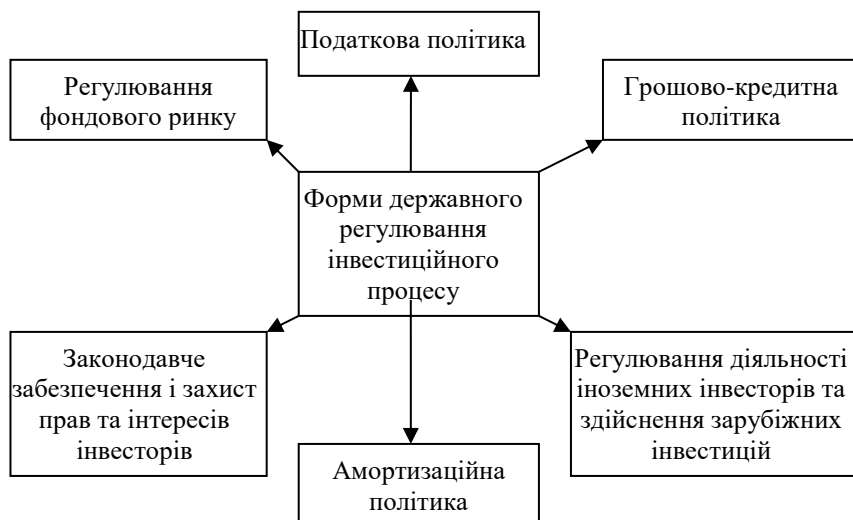 Податкова політика
Регулювання
фондового ринку
Грошово-кредитна
політика
Форми державного
регулювання
інвестиційного
процесу
Законодавче
забезпечення і захист
прав та інтересів
інвесторів
Регулювання діяльності
іноземних інвесторів та
здійснення зарубіжних
інвестицій
Амортизаційна
політика